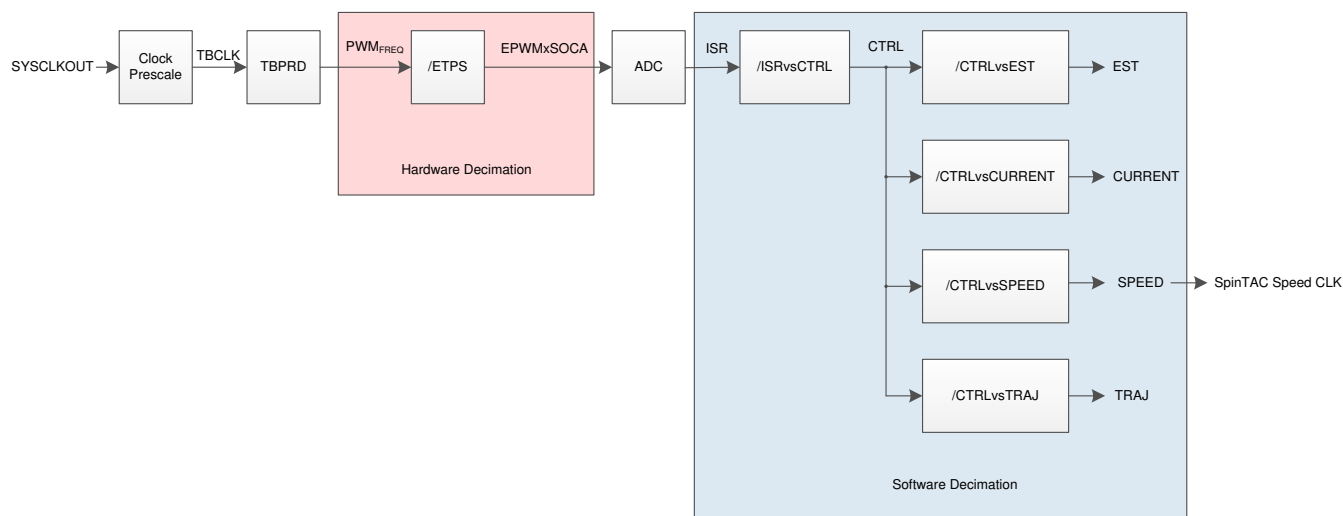 SYSCLKOUT
Clock
Prescale
TBCLK
TBPRD
PWMFREQ
/ETPS
EPWMxSOCA
Hardware Decimation
ADC
ISR
/ISRvsCTRL
CTRL
/CTRLvsEST
EST
/CTRLvsCURRENT
CURRENT
/CTRLvsSPEED
SPEED
SpinTAC Speed CLK
/CTRLvsTRAJ
TRAJ
Software Decimation